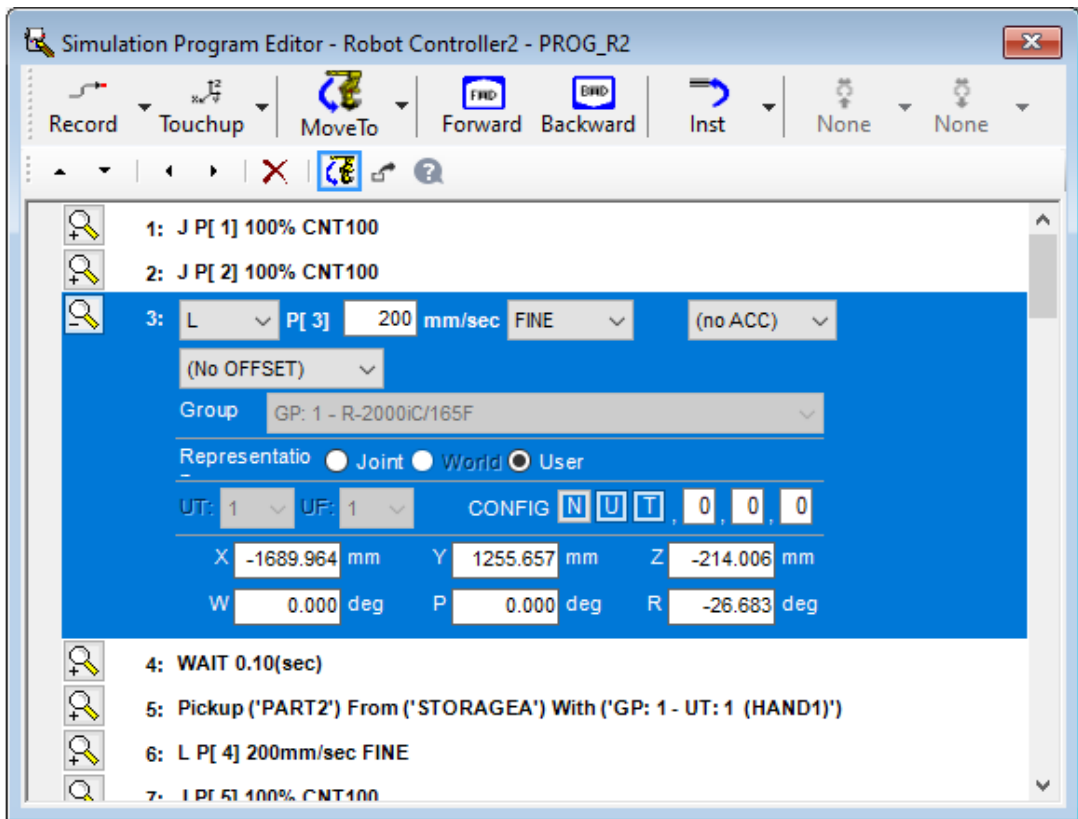 Simulation Program Editor - Robot Controller2 - PROG_R2
FWD BWD
Record Touchup MoveTo Forward Backward Inst None None
1: J P[ 1] 100% CNT100
2: J P[ 2] 100% CNT100
3: L P[ 3] 200 mm/sec FINE (no ACC)
(No OFFSET)
Group GP: 1 - R-2000iC/165F
Representatio Joint World User
UT: 1 UF: 1 CONFIG N U T , 0 , 0 , 0
X -1689.964 mm Y 1255.657 mm Z -214.006 mm
W 0.000 deg P 0.000 deg R -26.683 deg
4: WAIT 0.10(sec)
5: Pickup ('PART2') From ('STORAGEA') With ('GP: 1 - UT: 1 (HAND1)')
6: L P[ 4] 200mm/sec FINE
7: J P[ 5] 100% CNT100